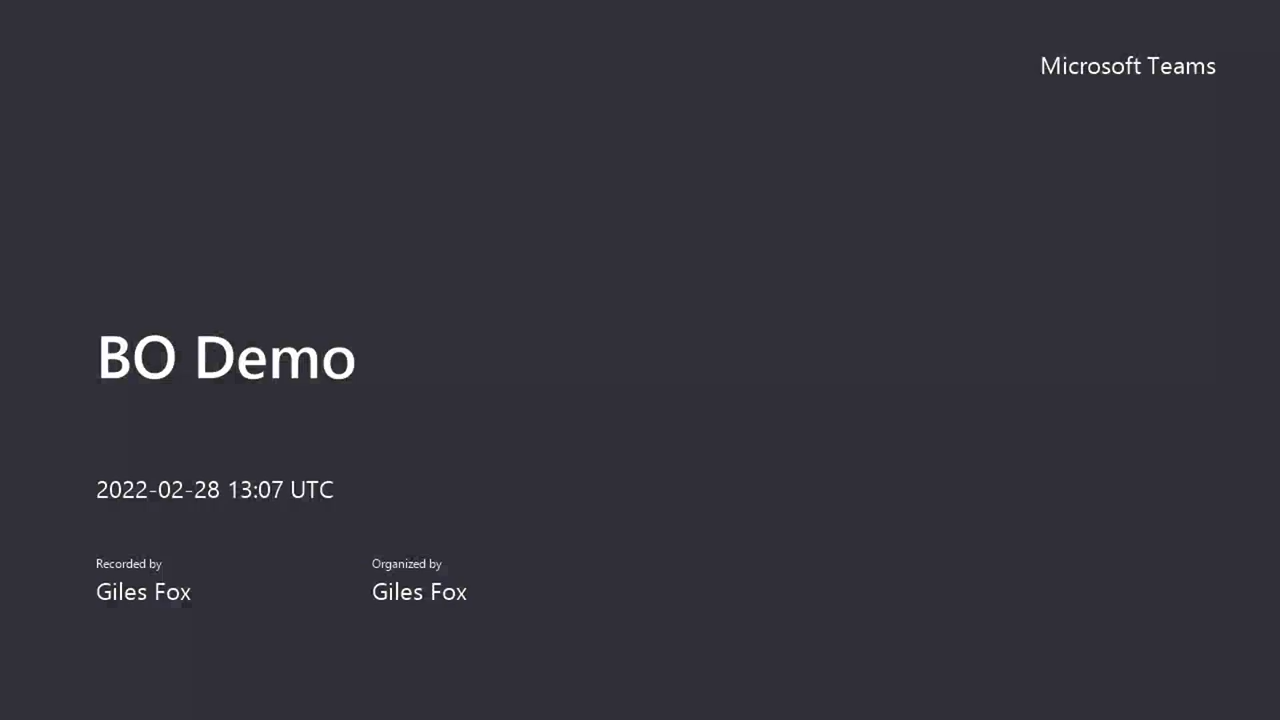 Microsoft Teams
BO Demo
2022-02-28 13:07 UTC
Recorded by
Giles Fox
Organized by
Giles Fox